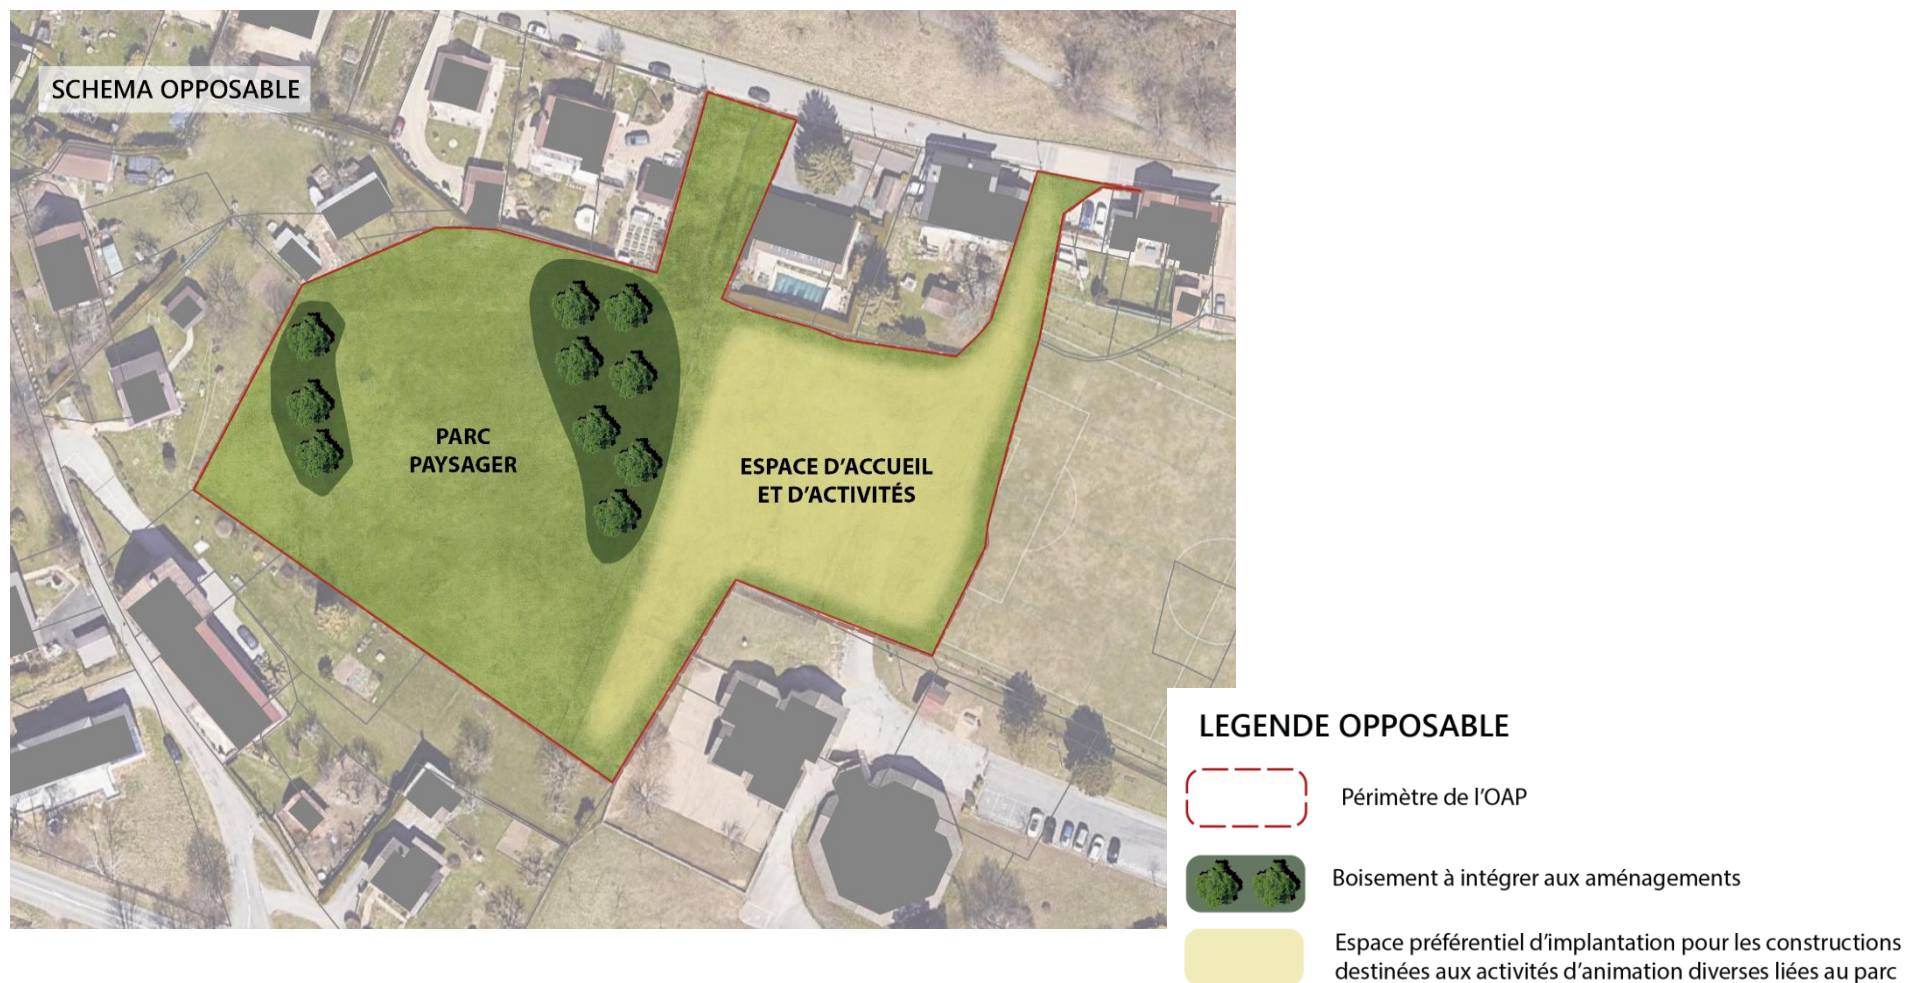 SCHEMA OPPOSABLE
PARC
PAYSAGER
ESPACE D’ACCUEIL
ET D’ACTIVITÉS
LEGENDE OPPOSABLE
Périmètre de l’OAP
Boisement à intégrer aux aménagements
Espace préférentiel d’implantation pour les constructions
destinées aux activités d’animation diverses liées au parc